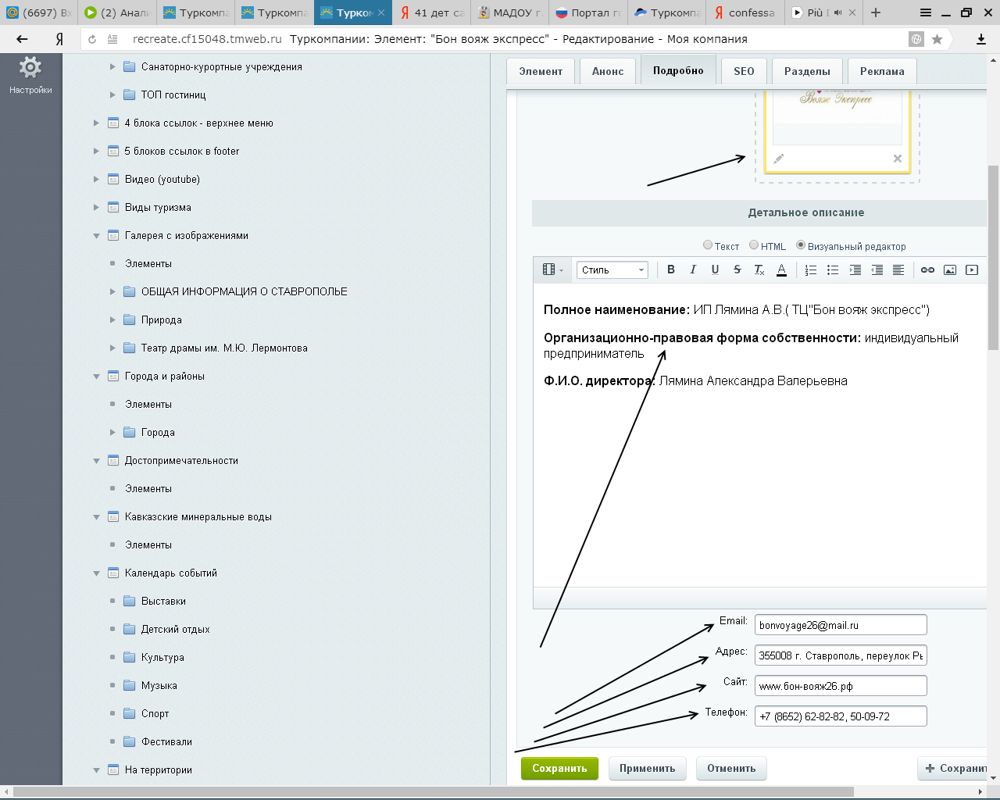 (6697) Вх
(2) Анали
Туркомпа
Туркомпа
Турком
41 дет са
МАДОУ г.
Портал го
Туркомпа
confessa
Più
recreate.cf15048.tmweb.ru Туркомпании: Элемент: "Бон вояж экспресс" - Редактирование - Моя компания
Настройки
Санаторно-курортные учреждения
ТОП гостиниц
4 блока ссылок - верхнее меню
5 блоков ссылок в footer
Видео (youtube)
Виды туризма
Галерея с изображениями
Элементы
ОБЩАЯ ИНФОРМАЦИЯ О СТАВРОПОЛЬЕ
Природа
Театр драмы им. М.Ю. Лермонтова
Города и районы
Элементы
Города
Достопримечательности
Элементы
Кавказские минеральные воды
Элементы
Календарь событий
Выставки
Детский отдых
Культура
Музыка
Спорт
Фестивали
На территории
Элемент
Анонс
Подробно
SEO
Разделы
Реклама
Вояж Экспресс
Детальное описание
Текст HTML Визуальный редактор
Стиль
Полное наименование: ИП Лямина А.В.( ТЦ"Бон вояж экспресс")
Организационно-правовая форма собственности: индивидуальный
предприниматель
Ф.И.О. директора: Лямина Александра Валерьевна
Email: bonvoyage26@mail.ru
Адрес: 355008 г. Ставрополь, переулок Ры
Сайт: www.бон-вояж26.рф
Телефон: +7 (8652) 62-82-82, 50-09-72
Сохранить
Применить
Отменить
+ Сохранит